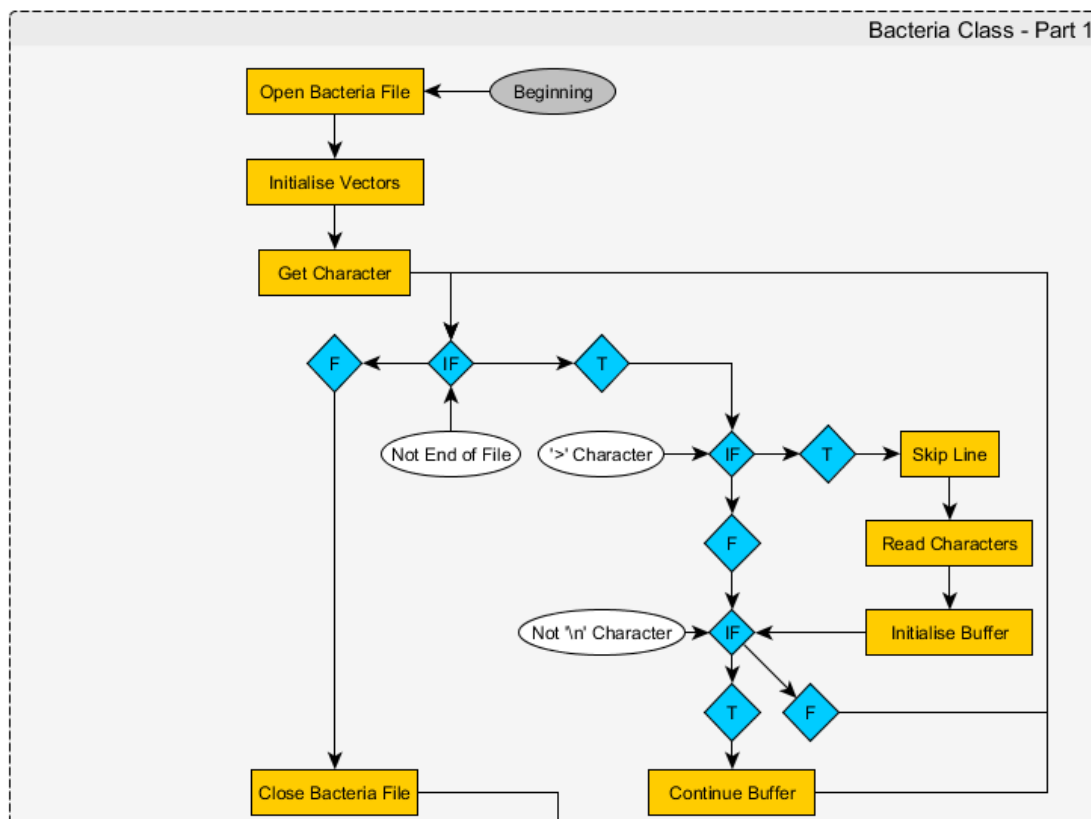 Bacteria Class - Part 1
Open Bacteria File
Beginning
Initialise Vectors
Get Character
F
IF
T
Not End of File
'>' Character
IF
T
Skip Line
F
Read Characters
Not '\n' Character
IF
Initialise Buffer
T
F
Close Bacteria File
Continue Buffer